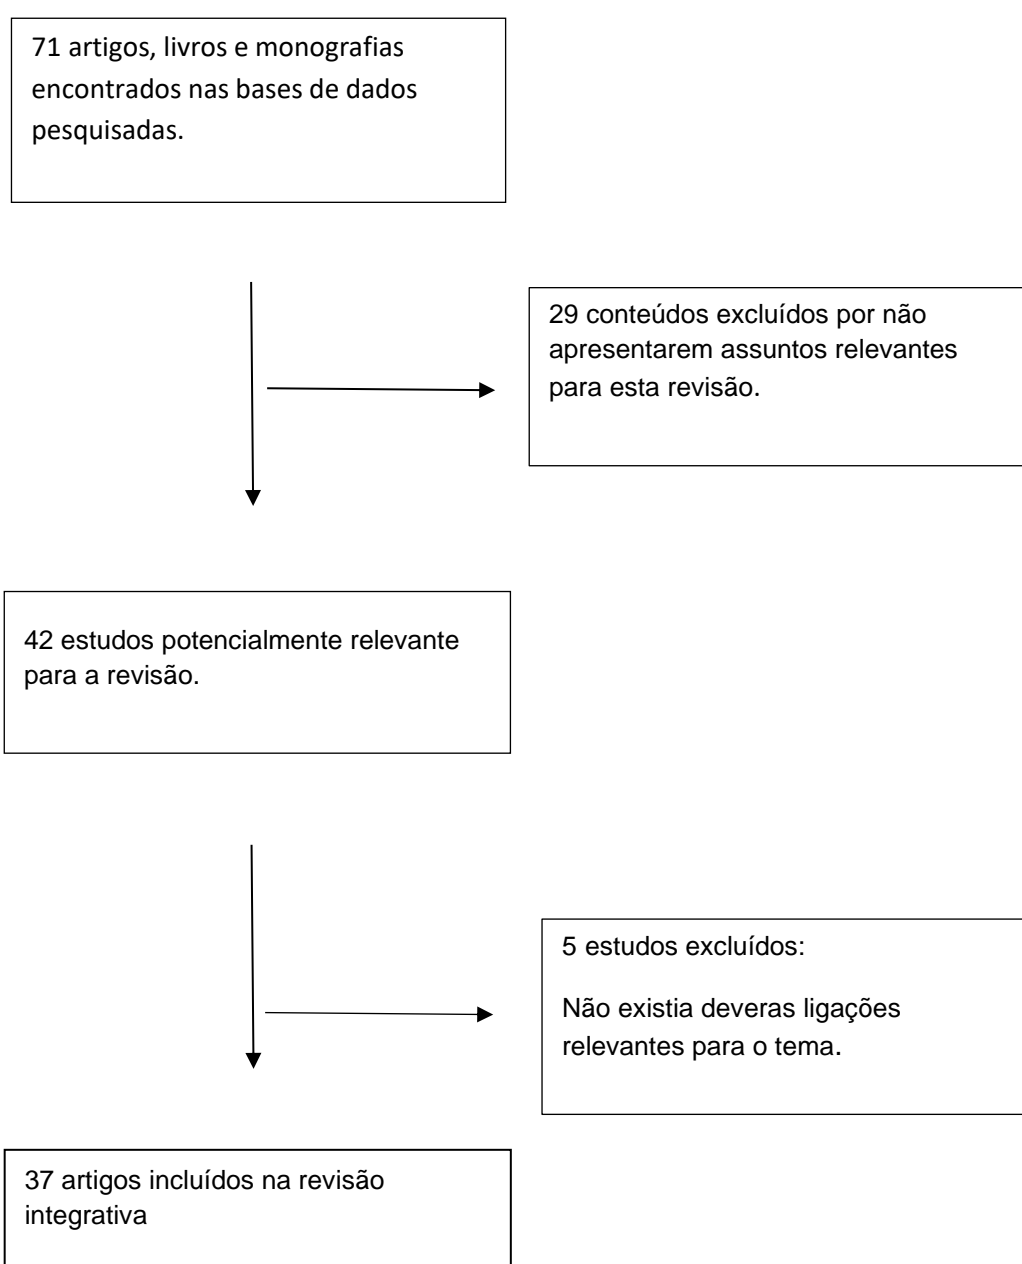 71 artigos, livros e monografias
encontrados nas bases de dados
pesquisadas.
29 conteúdos excluídos por não
apresentarem assuntos relevantes
para esta revisão.
42 estudos potencialmente relevante
para a revisão.
5 estudos excluídos:
Não existia deveras ligações
relevantes para o tema.
37 artigos incluídos na revisão
integrativa